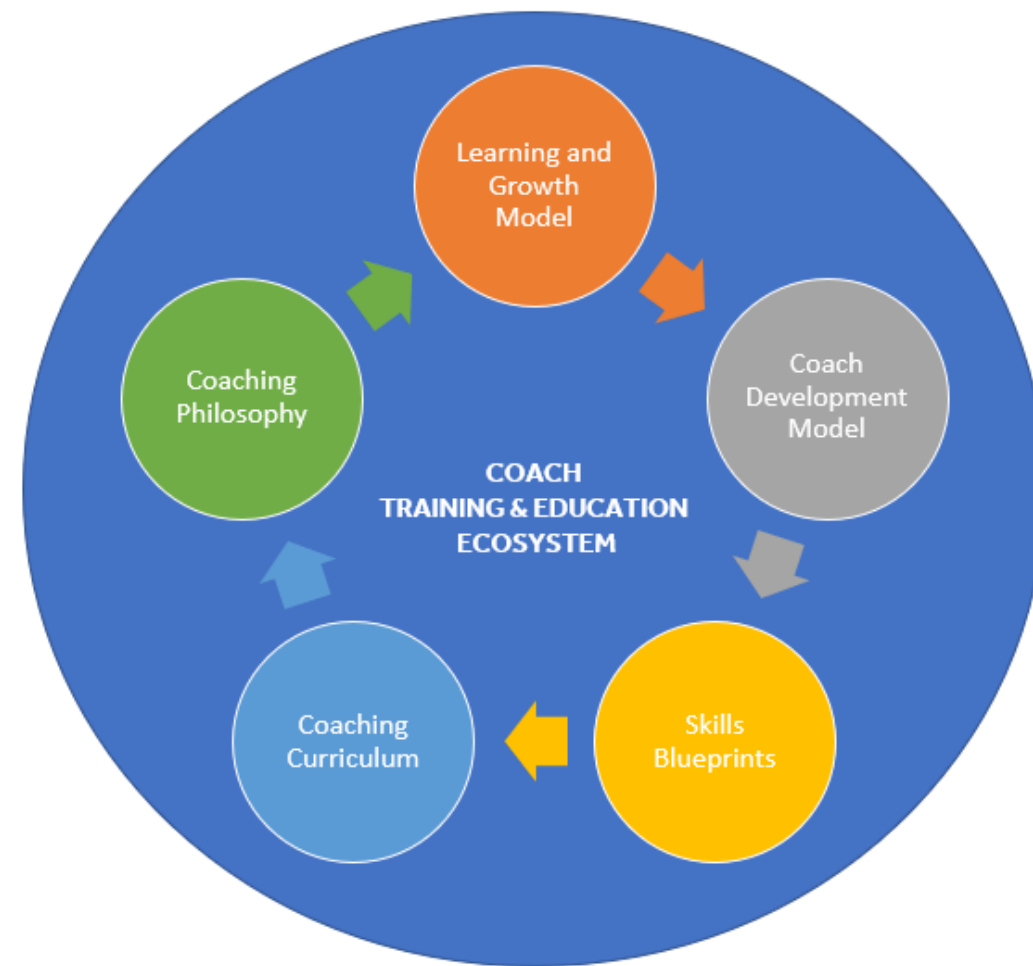 Learning and
Growth
Model
Coach
Development
Model
Coaching
Philosophy
COACH
TRAINING & EDUCATION
ECOSYSTEM
Coaching
Curriculum
Skills
Blueprints